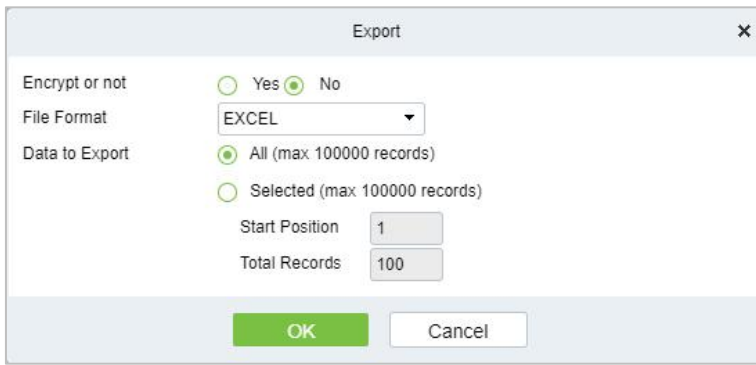 Export
Encrypt or not Yes No
File Format EXCEL
Data to Export All (max 100000 records)
Selected (max 100000 records)
Start Position 1
Total Records 100
OK Cancel